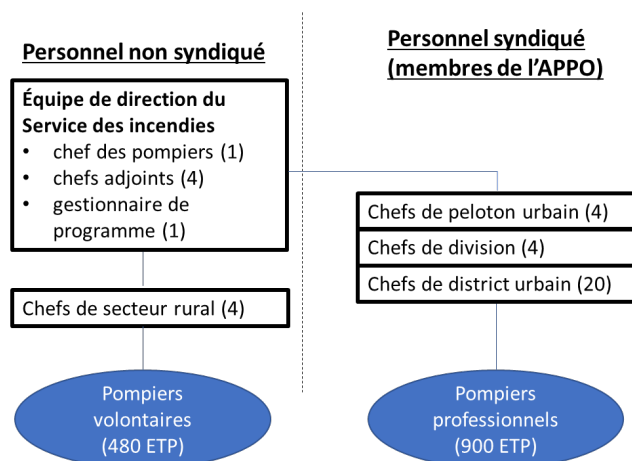 Personnel non syndiqué
Équipe de direction du
Service des incendies
• chef des pompiers (1)
• chefs adjoints (4)
• gestionnaire de
programme (1)
Chefs de secteur rural (4)
Pompiers
volontaires
(480 ETP)
Personnel syndiqué
(membres de l’APPO)
Chefs de peloton urbain (4)
Chefs de division (4)
Chefs de district urbain (20)
Pompiers
professionnels
(900 ETP)